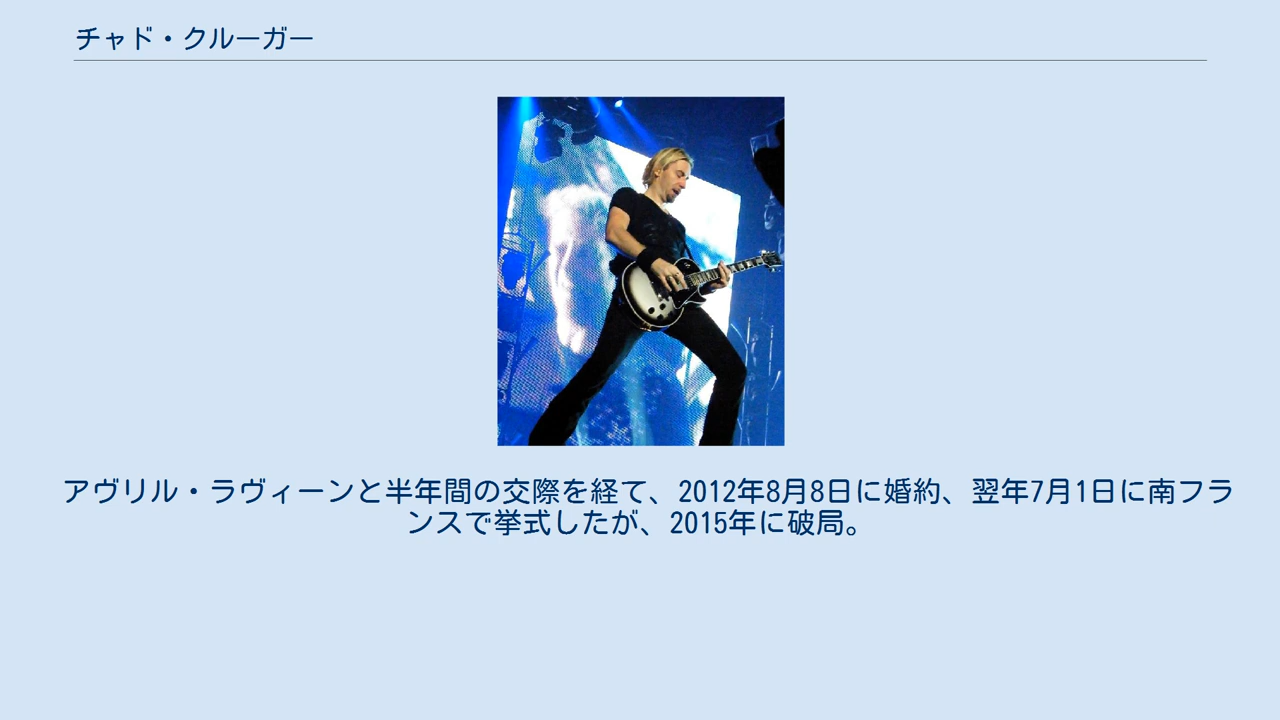 チャド・クルーガー
アヴリル・ラヴィーンと半年間の交際を経て、2012年8月8日に婚約、翌年7月1日に南フラ
ンスで挙式したが、2015年に破局。